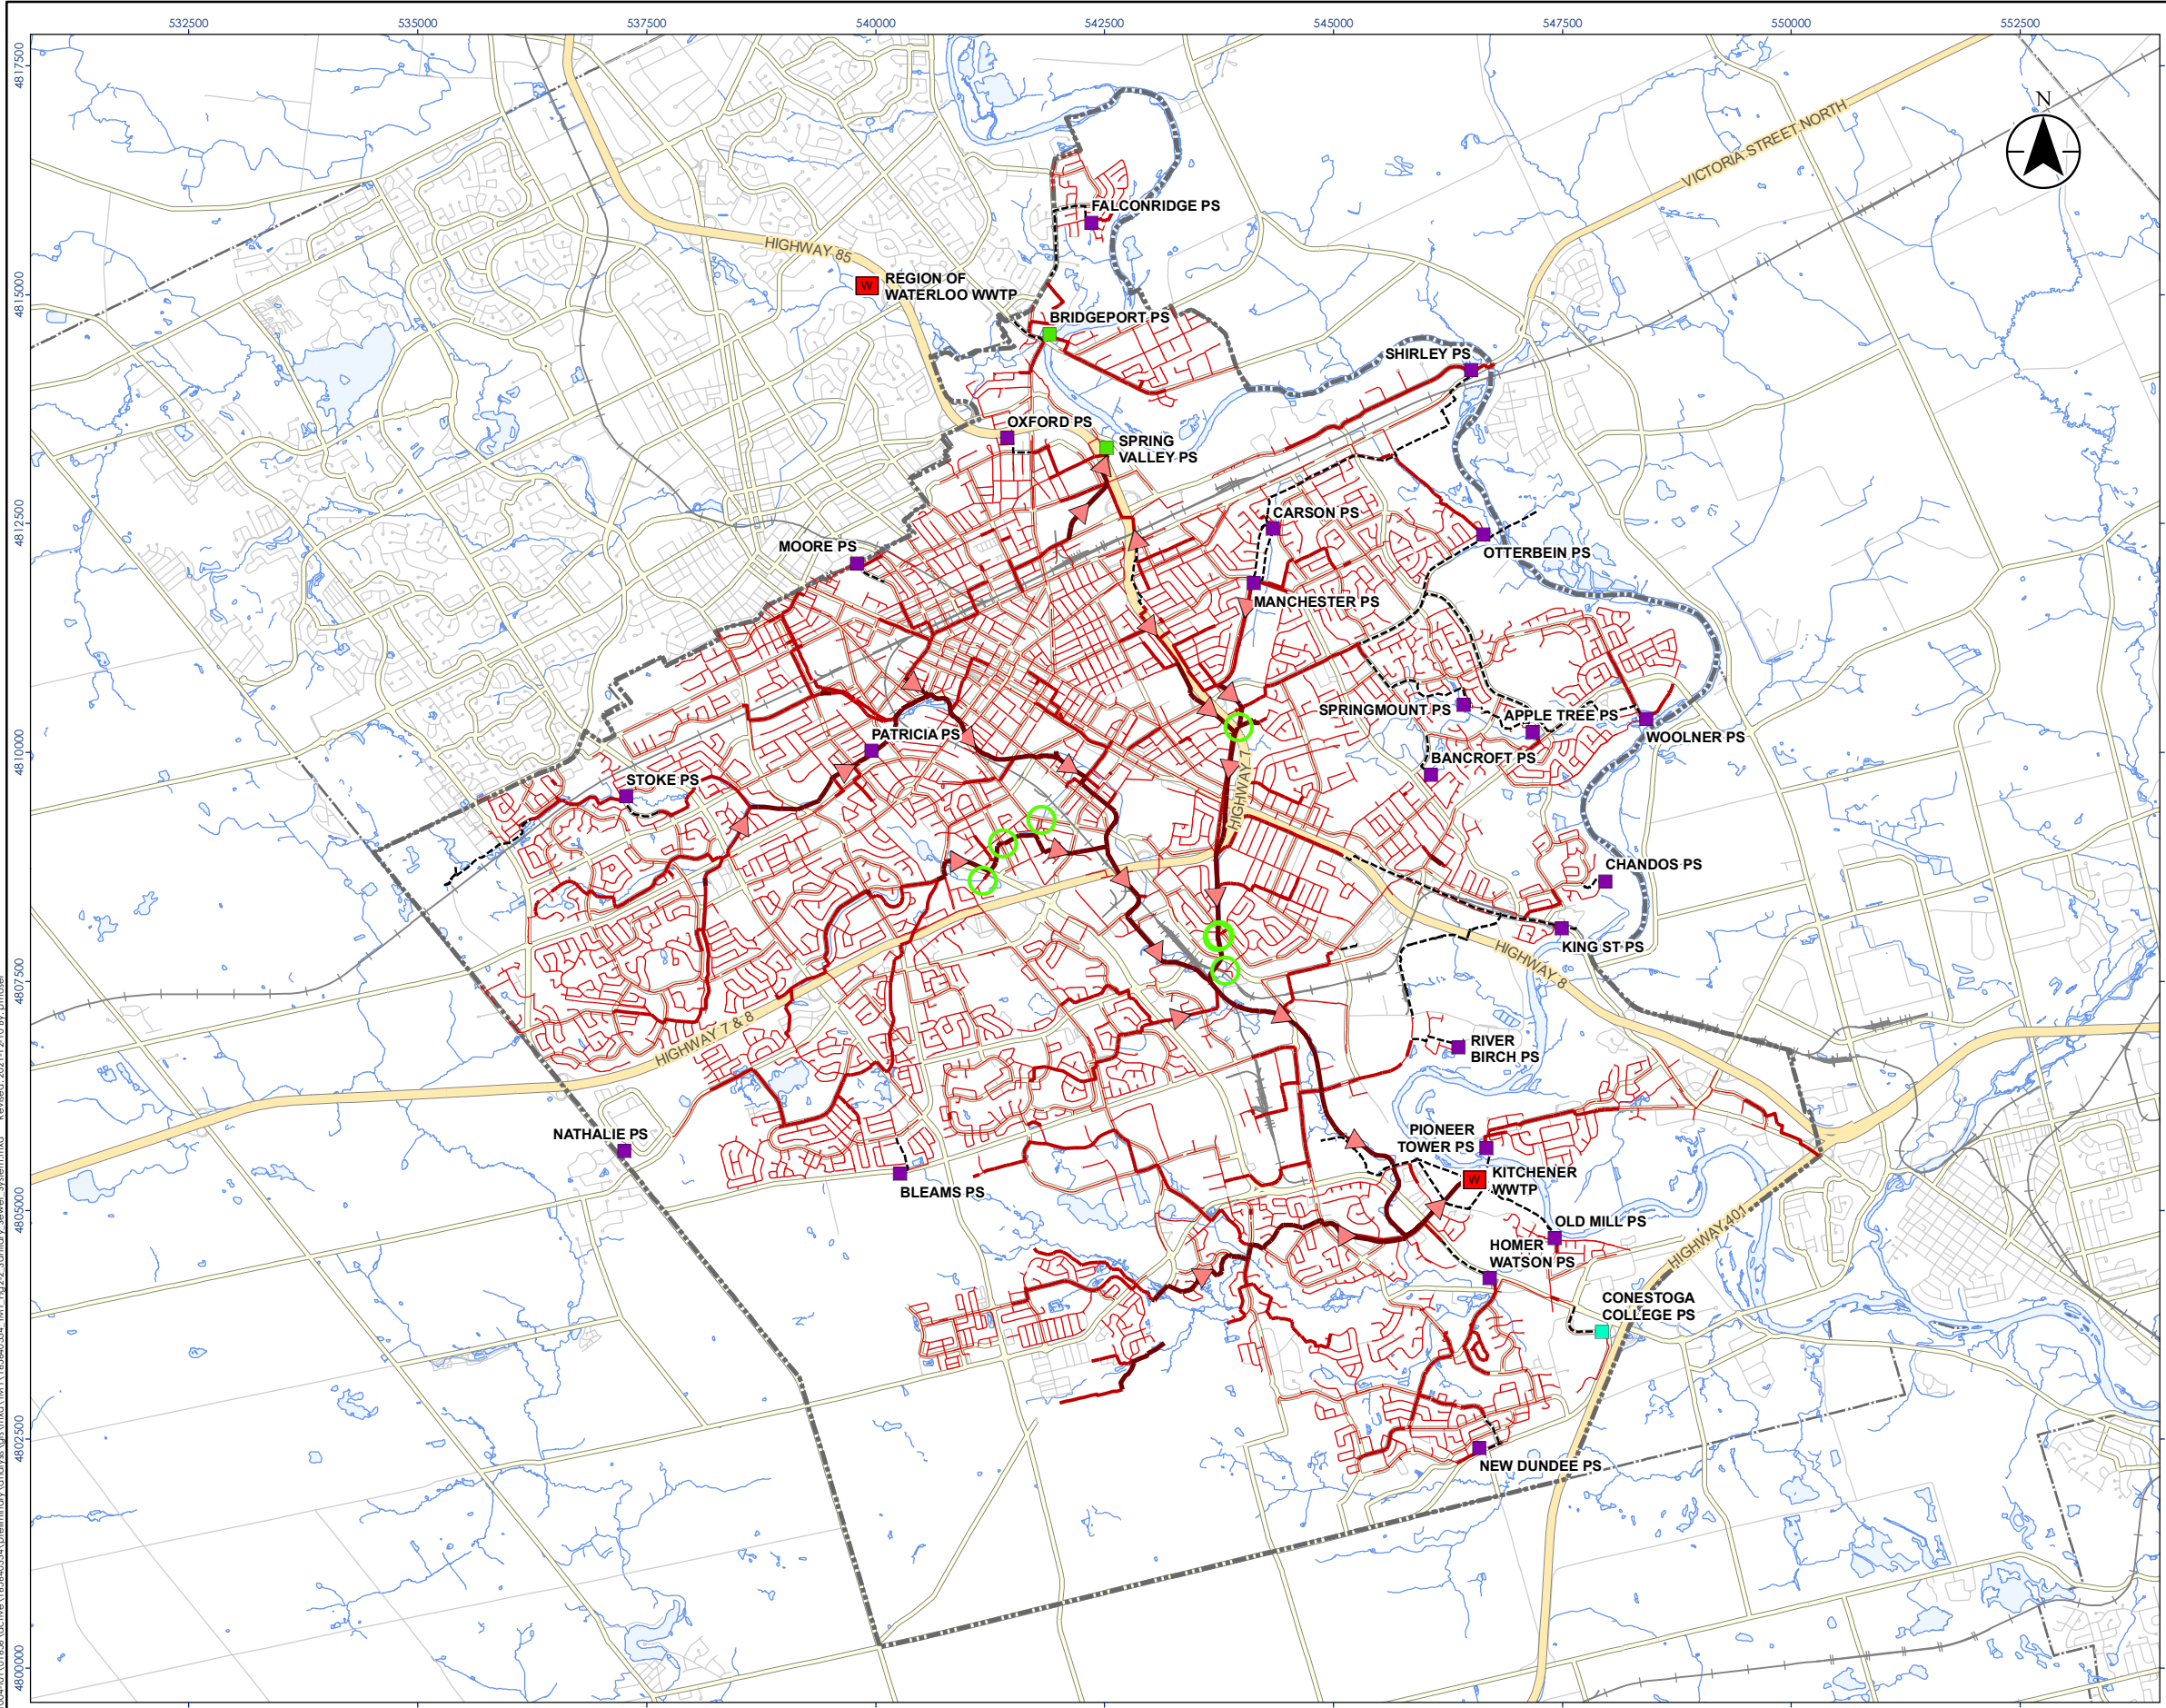 532500 535000 537500 540000 542500 545000 547500 550000 552500
4817500
N
VICTORIA STREET NORTH
FALCONRIDGE PS
HIGHWAY 85
REGION OF
WATERLOO WWTP
W
4815000
BRIDGEPORT PS
SHIRLEY PS
OXFORD PS
SPRING
VALLEY PS
4812500
CARSON PS
MOORE PS
OTTERBEIN PS
MANCHESTER PS
SPRINGMOUNT PS
APPLE TREE PS
WOOLNER PS
4810000
PATRICIA PS
BANCROFT PS
STOKE PS
HIGHWAY
CHANDOS PS
KING ST PS
HIGHWAY 8
4807500
HIGHWAY 7 & 8
RIVER
BIRCH PS
NATHALIE PS
PIONEER
TOWER PS
W
KITCHENER
WWTP
BLEAMS PS
4805000
OLD MILL PS
HIGHWAY 401
HOMER
WATSON PS
CONESTOGA
COLLEGE PS
4802500
NEW DUNDEE PS
4800000